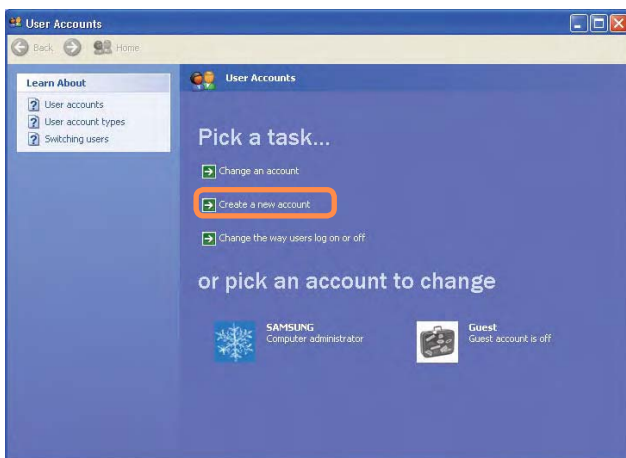 User Accounts
Back Home
Learn About
User accounts
User account types
Switching users
User Accounts
Pick a task...
Change an account
Create a new account
Change the way users log on or off
or pick an account to change
SAMSUNG
Computer administrator
Guest
Guest account is off